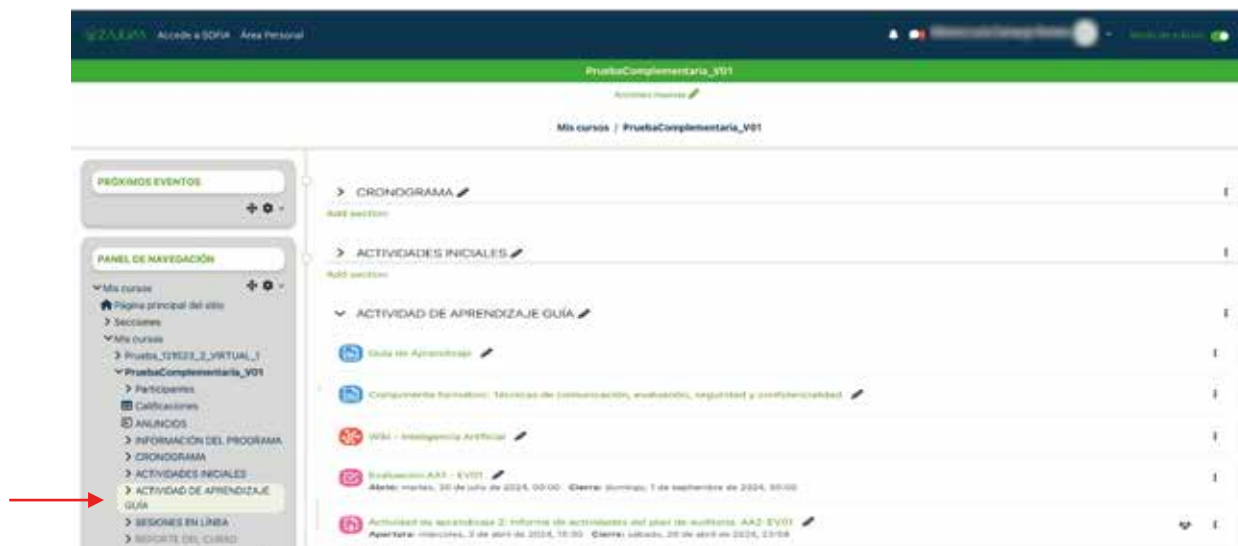 ZAJUNA Accede a SOFIA Área Personal
PruebaComplementaria_V01
Mis cursos / PruebaComplementaria_V01
PRÓXIMOS EVENTOS
CRONOGRAMA
Add section
PANEL DE NAVEGACIÓN
ACTIVIDADES INICIALES
Add section
Mis cursos
Página principal del sitio
Secciones
Mis cursos
Prueba_121523_2_VIRTUAL_1
PruebaComplementaria_V01
Participantes
Calificaciones
ANUNCIOS
INFORMACIÓN DEL PROGRAMA
CRONOGRAMA
ACTIVIDADES INICIALES
ACTIVIDAD DE APRENDIZAJE
GUÍA
SESIONES EN LÍNEA
REPORTE DEL CURSO
ACTIVIDAD DE APRENDIZAJE GUÍA
Guía de Aprendizaje
Componente formativo: Técnicas de comunicación, evaluación, seguridad y confidencialidad
Wiki - Inteligencia Artificial
Evaluación AA1 - EV01
Abrió: martes, 30 de julio de 2024, 00:00 Cierra: domingo, 1 de septiembre de 2024, 00:00
Actividad de aprendizaje 2: Informe de actividades del plan de auditoría. AA2-EV01
Apertura: miércoles, 3 de abril de 2024, 15:30 Cierra: sábado, 20 de abril de 2024, 23:59